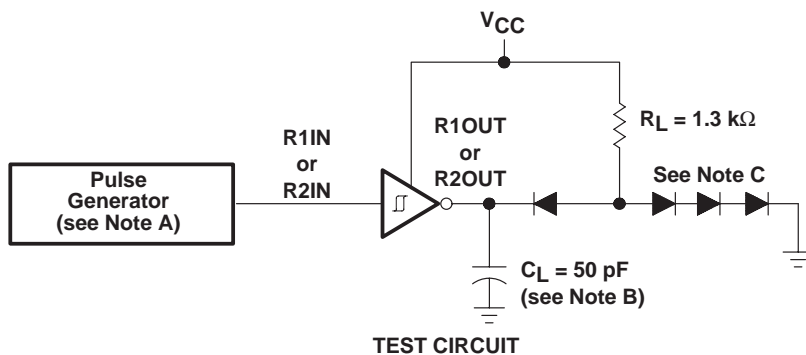 VCC
R1IN
or
R2IN
R1OUT
or
R2OUT
RL = 1.3 kΩ
See Note C
Pulse
Generator
(see Note A)
CL = 50 pF
(see Note B)
TEST CIRCUIT